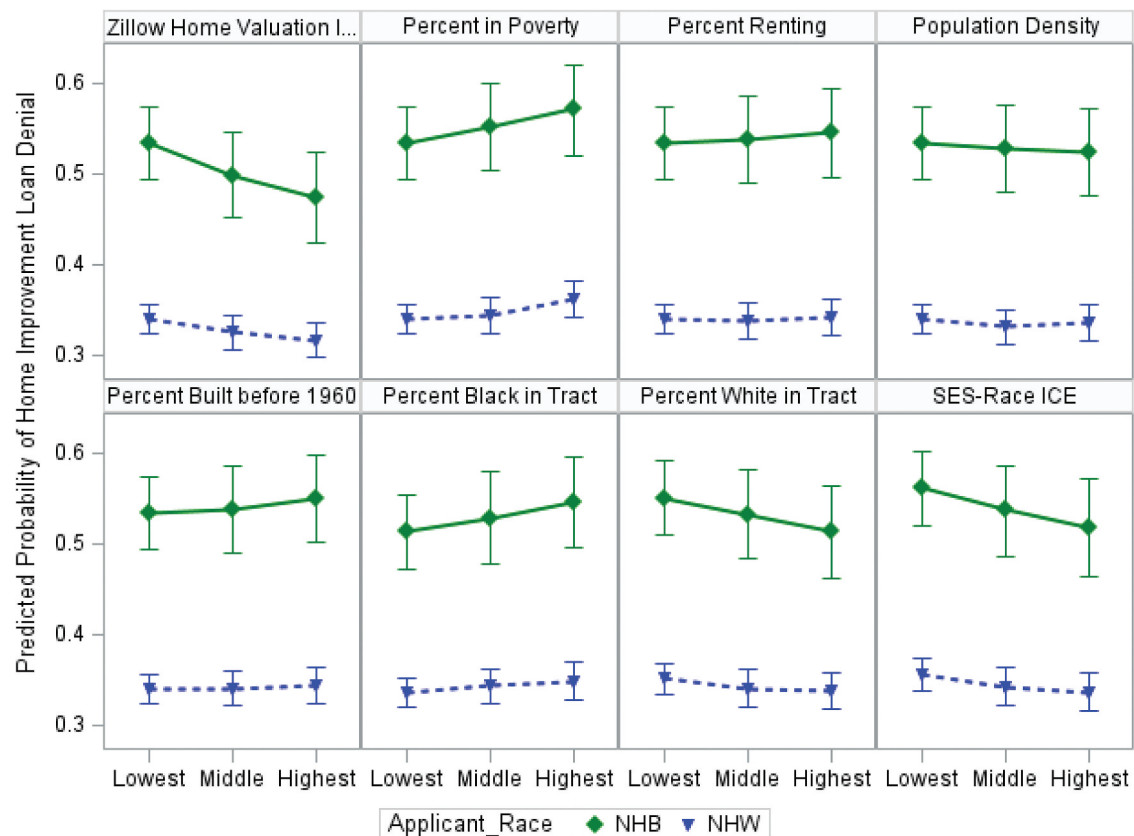 Predicted Probability of Home Improvement Loan Denial
Zillow Home Valuation I...
Percent in Poverty
Percent Renting
Population Density
0.6
0.5
0.4
0.3
Percent Built before 1960
Percent Black in Tract
Percent White in Tract
SES-Race ICE
0.6
0.5
0.4
0.3
Lowest Middle Highest
Lowest Middle Highest
Lowest Middle Highest
Lowest Middle Highest
Applicant_Race NHB NHW